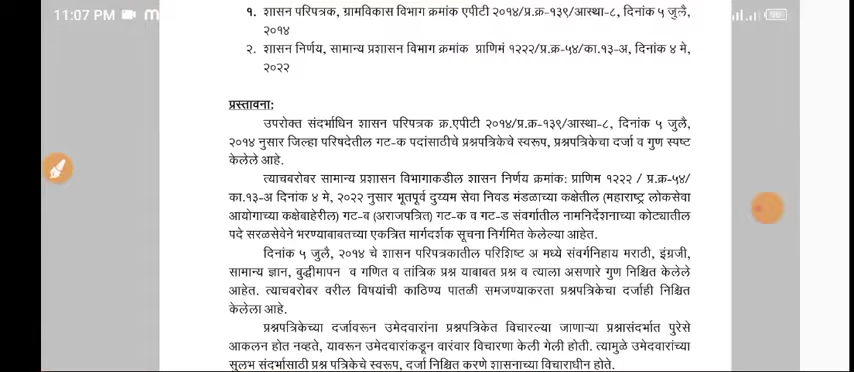 11:07 PM
१. शासन परिपत्रक, ग्रामविकास विभाग क्रमांक एपीटी २०१४/प्र.क्र-१३९/आस्था-८, दिनांक ५ जुलै,
२०१४
२. शासन निर्णय, सामान्य प्रशासन विभाग क्रमांक प्राणिमं १२२२/प्र.क्र-५४/का.१३-अ, दिनांक ४ मे,
२०२२
प्रस्तावना:
उपरोक्त संदर्भाधिन शासन परिपत्रक क्र.एपीटी २०१४/प्र.क्र-१३९/आस्था-८, दिनांक ५ जुलै,
२०१४ नुसार जिल्हा परिषदेतील गट-क पदांसाठीचे प्रश्नपत्रिकेचे स्वरूप, प्रश्नपत्रिकेचा दर्जा व गुण स्पष्ट
केलेले आहे.
त्याचबरोबर सामान्य प्रशासन विभागाकडील शासन निर्णय क्रमांक: प्राणिम १२२२ / प्र.क्र-५४/
का.१३-अ दिनांक ४ मे, २०२२ नुसार भूतपूर्व दुय्यम सेवा निवड मंडळाच्या कक्षेतील (महाराष्ट्र लोकसेवा
आयोगाच्या कक्षेबाहेरील) गट-ब (अराजपत्रित) गट-क व गट-ड संवर्गातील नामनिर्देशनाच्या कोट्यातील
पदे सरळसेवेने भरण्याबाबतच्या एकत्रित मार्गदर्शक सूचना निर्गमित केलेल्या आहेत.
दिनांक ५ जुलै, २०१४ चे शासन परिपत्रकातील परिशिष्ट अ मध्ये संवर्गनिहाय मराठी, इंग्रजी,
सामान्य ज्ञान, बुद्धीमापन व गणित व तांत्रिक प्रश्न याबाबत प्रश्न व त्याला असणारे गुण निश्चित केलेले
आहेत. त्याचबरोबर वरील विषयांची काठिण्य पातळी समजण्याकरता प्रश्नपत्रिकेचा दर्जाही निश्चित
केलेला आहे.
प्रश्नपत्रिकेच्या दर्जावरून उमेदवारांना प्रश्नपत्रिकेत विचारल्या जाणाऱ्या प्रश्नासंदर्भात पुरेसे
आकलन होत नव्हते, यावरून उमेदवारांकडून वारंवार विचारणा केली गेली होती. त्यामुळे उमेदवारांच्या
सुलभ संदर्भासाठी प्रश्न पत्रिकेचे स्वरूप, दर्जा निश्चित करणे शासनाच्या विचाराधीन होते.